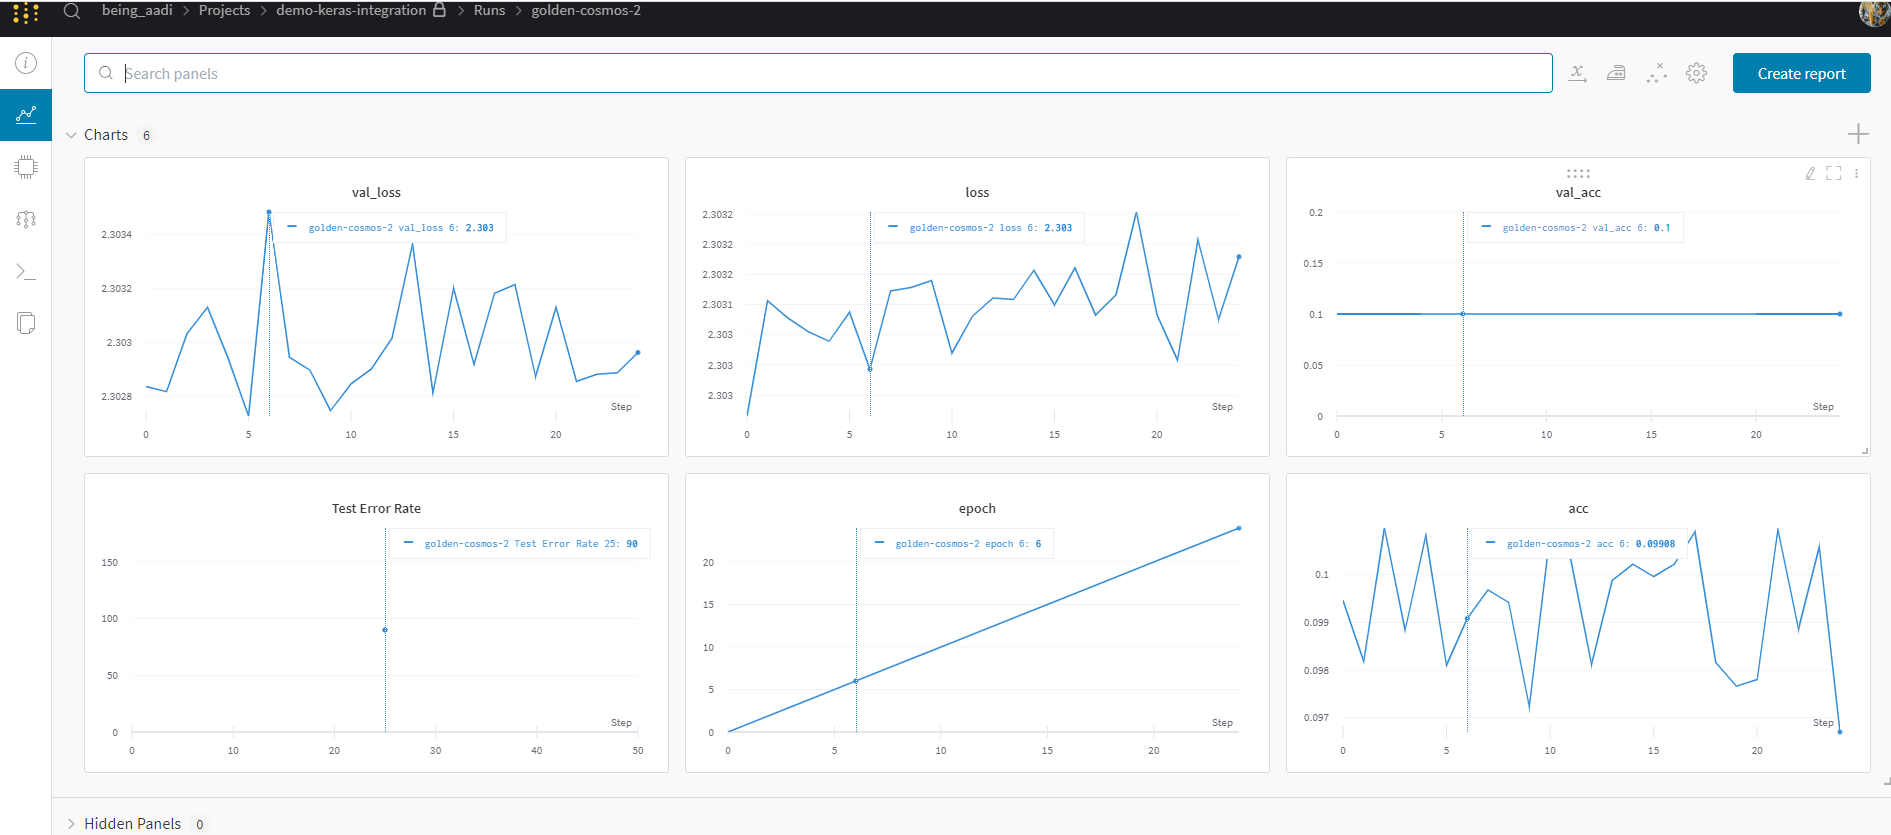 being_aadi > Projects > demo-keras-integration > Runs > golden-cosmos-2
Search panels
Create report
Charts 6
val_loss
golden-cosmos-2 val_loss 6: 2.303
2.3034
2.3032
2.303
2.3028
Step
0 5 10 15 20
loss
golden-cosmos-2 loss 6: 2.303
2.3032
2.3032
2.3032
2.3031
2.303
2.303
2.303
Step
0 5 10 15 20
val_acc
golden-cosmos-2 val_acc 6: 0.1
0.2
0.15
0.1
0.05
0
Step
0 5 10 15 20
Test Error Rate
golden-cosmos-2 Test Error Rate 25: 90
150
100
50
0
Step
0 10 20 30 40 50
epoch
golden-cosmos-2 epoch 6: 6
20
15
10
5
0
Step
0 5 10 15 20
acc
golden-cosmos-2 acc 6: 0.09908
0.1
0.099
0.098
0.097
Step
0 5 10 15 20
Hidden Panels 0